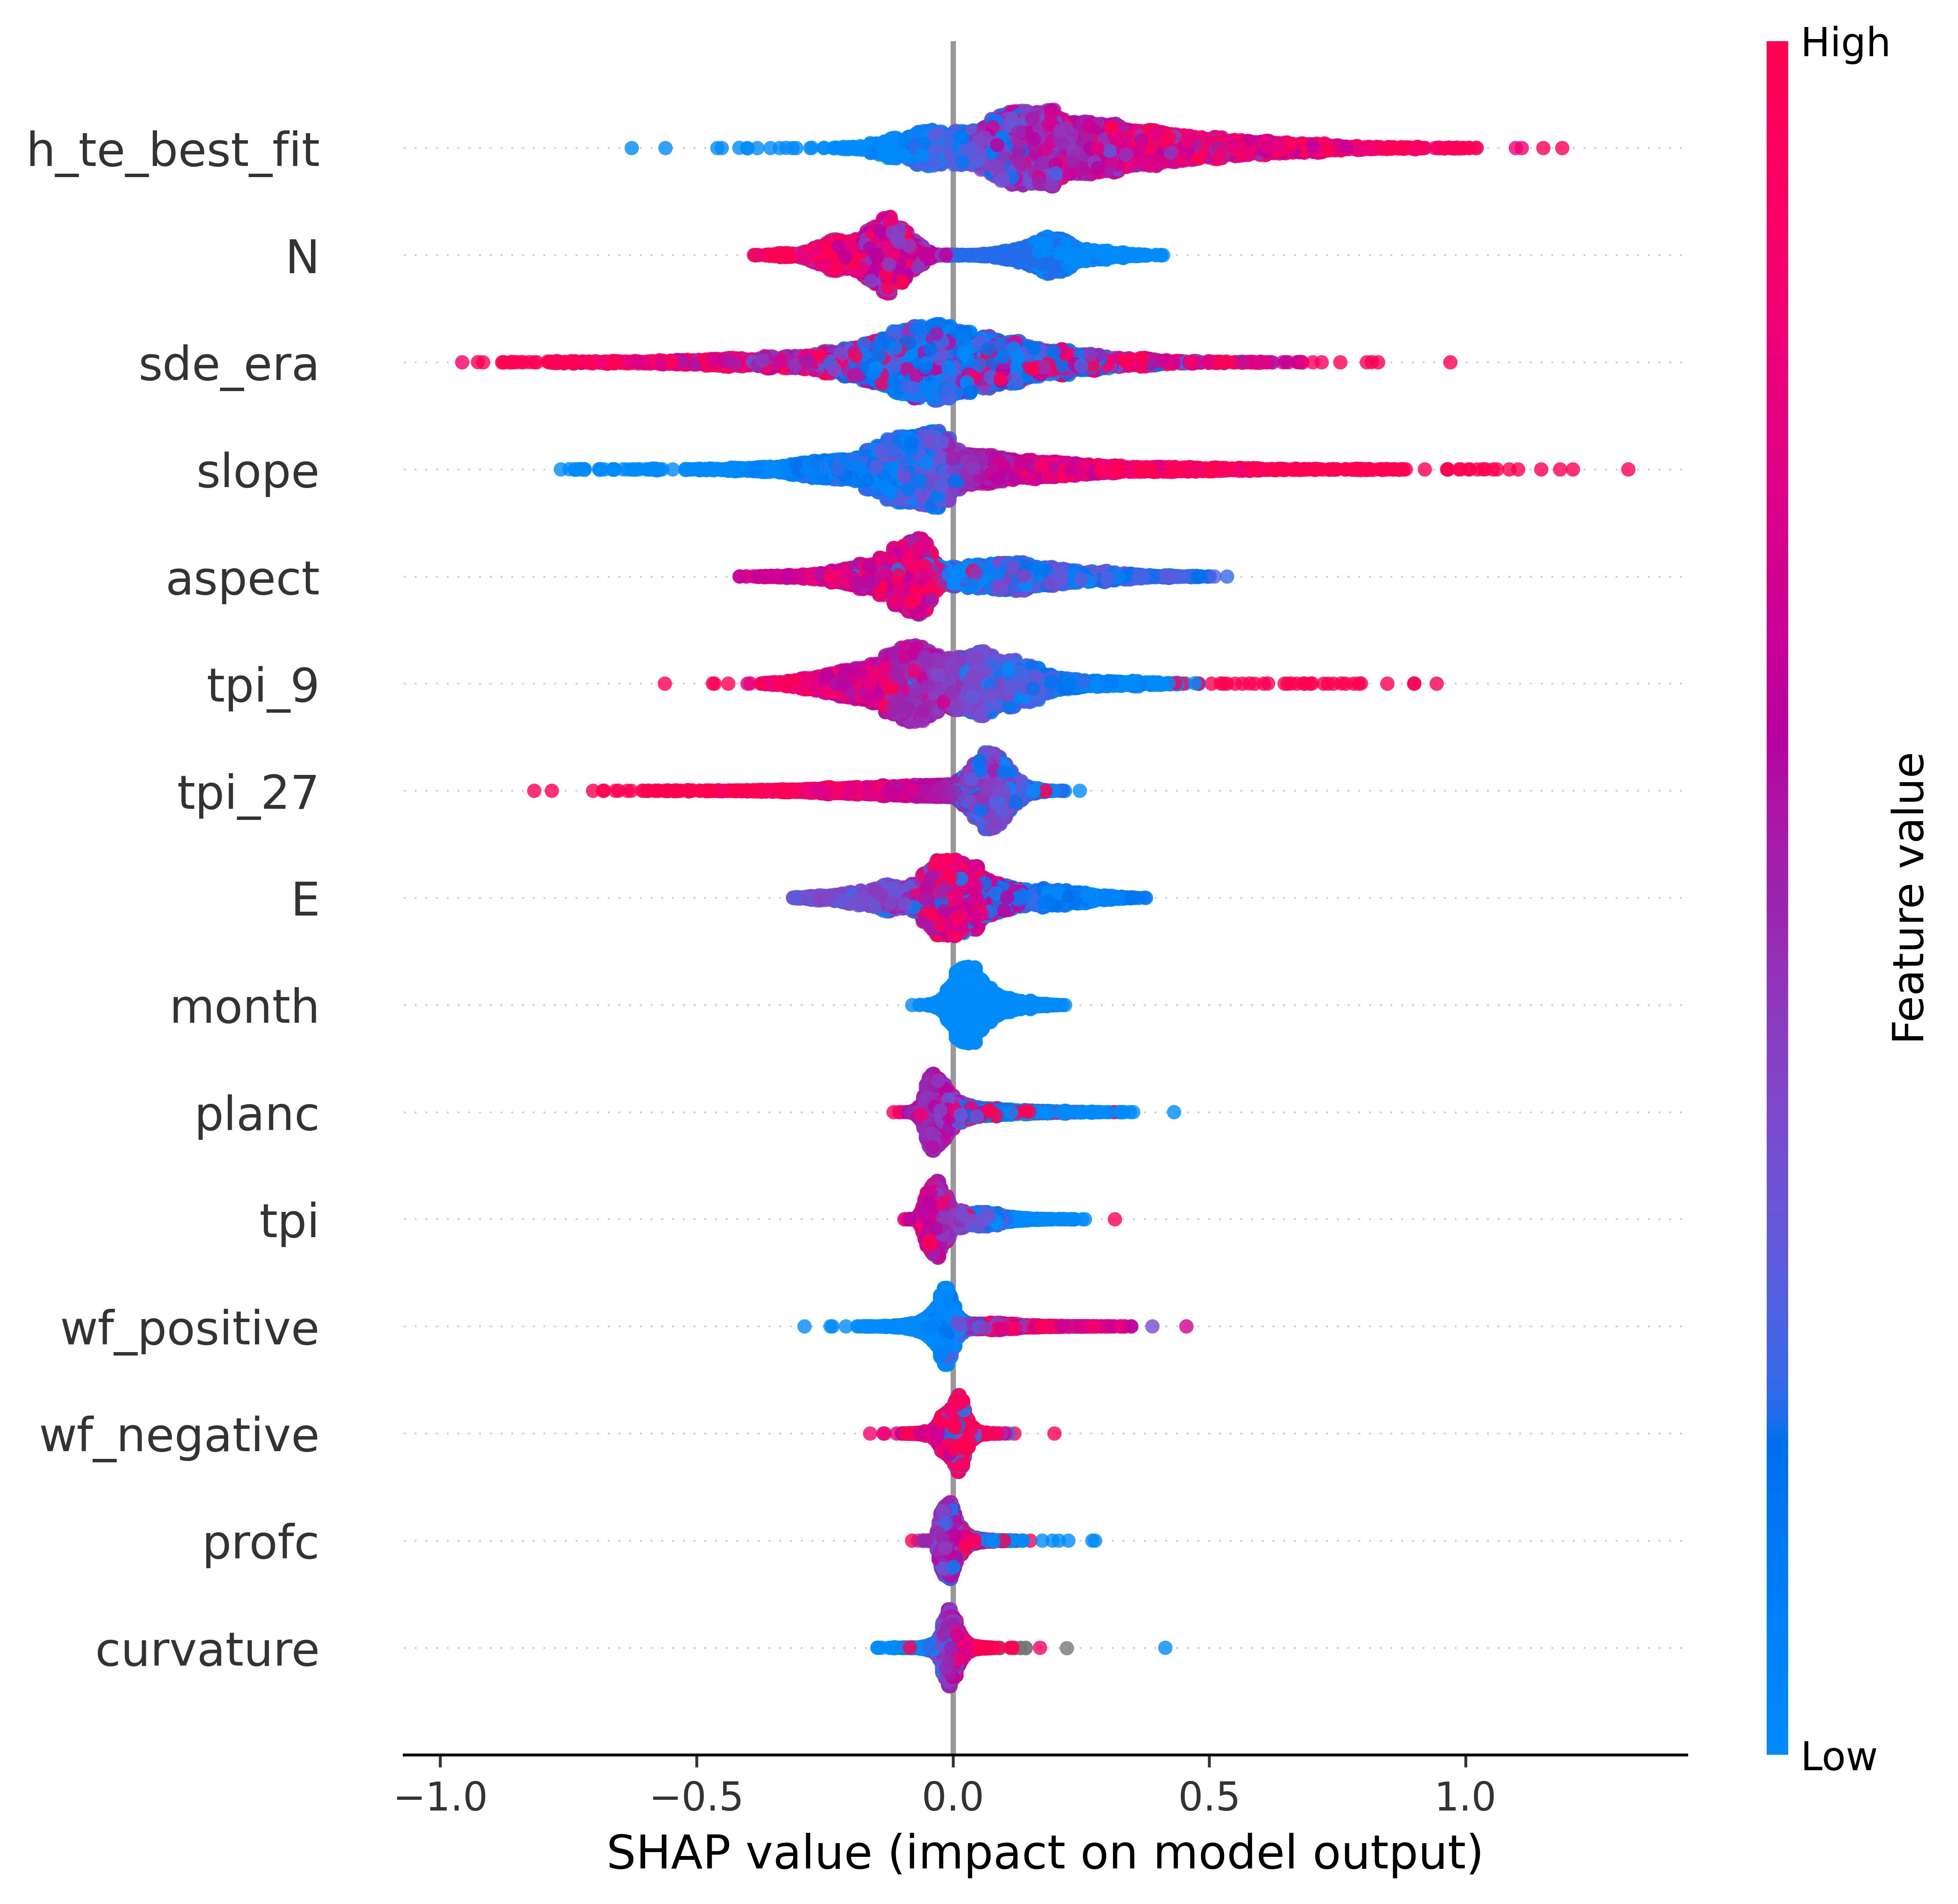 High
h_te_best_fit
N
sde_era
slope
aspect
tpi_9
tpi_27
E
month
planc
tpi
wf_positive
wf_negative
profc
curvature
Feature value
Low
−1.0 −0.5 0.0 0.5 1.0
SHAP value (impact on model output)